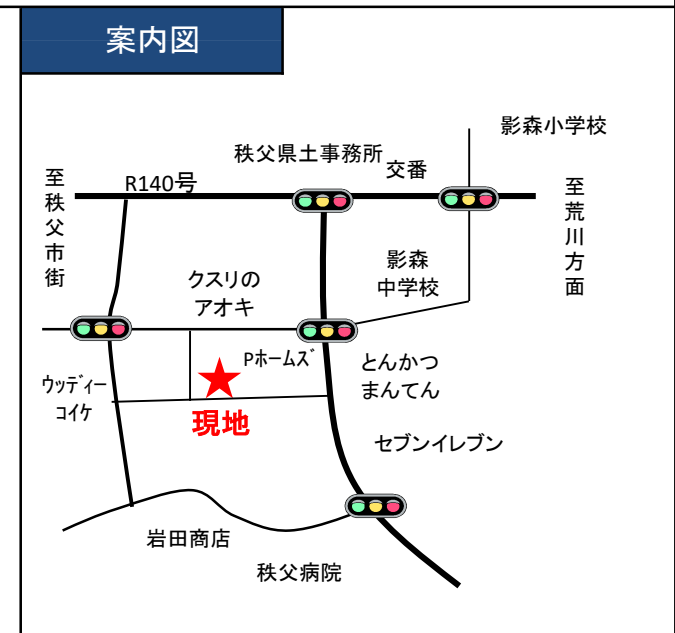 案内図
影森小学校
秩父県土事務所
交番
R140号
至秩父市街
至荒川方面
影森
中学校
クスリの
アオキ
Pホームズ
とんかつ
まんてん
ウッディー
コイケ
現地
セブンイレブン
岩田商店
秩父病院